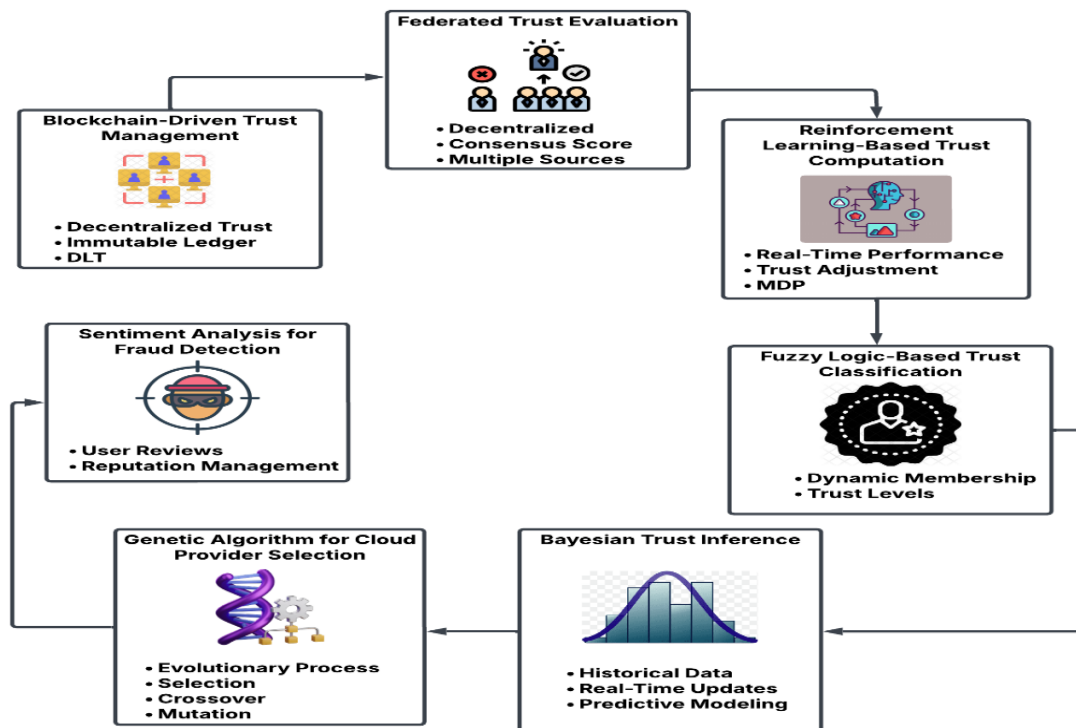 Federated Trust Evaluation
• Decentralized
• Consensus Score
• Multiple Sources
Blockchain-Driven Trust
Management
• Decentralized Trust
• Immutable Ledger
• DLT
Reinforcement
Learning-Based Trust
Computation
• Real-Time Performance
• Trust Adjustment
• MDP
Fuzzy Logic-Based Trust
Classification
• Dynamic Membership
• Trust Levels
Bayesian Trust Inference
• Historical Data
• Real-Time Updates
• Predictive Modeling
Genetic Algorithm for Cloud
Provider Selection
• Evolutionary Process
• Selection
• Crossover
• Mutation
Sentiment Analysis for
Fraud Detection
• User Reviews
• Reputation Management